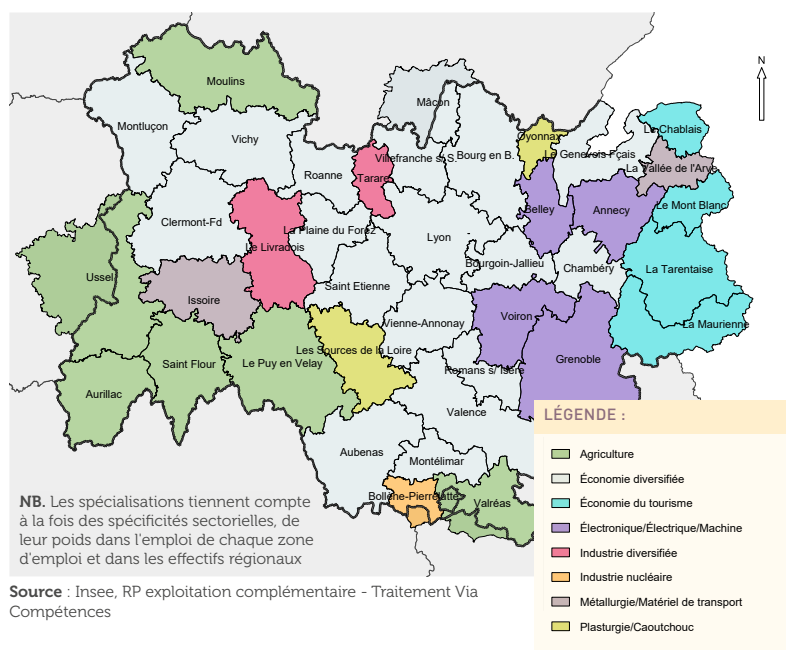 N
Moulins
Mâcon
Montluçon
Vichy
Oyonnax
Le Chablais
Villefranche s/ S.
Bourg en B.
Le Genevois Fçais
La Vallée de l'Arve
Roanne
Tarare
Belley
Annecy
Le Mont Blanc
Clermont-Fd
La Plaine du Forez
Le Livradois
Lyon
Bourgoin-Jallieu
Chambéry
La Tarentaise
Ussel
Issoire
Saint Etienne
Vienne-Annonay
Voiron
La Maurienne
Les Sources de la Loire
Grenoble
Saint Flour
Le Puy en Velay
Romans s/ Isère
Aurillac
Valence
Aubenas
Montélimar
Bollène-Pierrelatte
Valréas
LÉGENDE :
Agriculture
Économie diversifiée
Économie du tourisme
Électronique/Électrique/Machine
Industrie diversifiée
Industrie nucléaire
Métallurgie/Matériel de transport
Plasturgie/Caoutchouc
NB. Les spécialisations tiennent compte
à la fois des spécificités sectorielles, de
leur poids dans l'emploi de chaque zone
d'emploi et dans les effectifs régionaux
Source : Insee, RP exploitation complémentaire - Traitement Via
Compétences